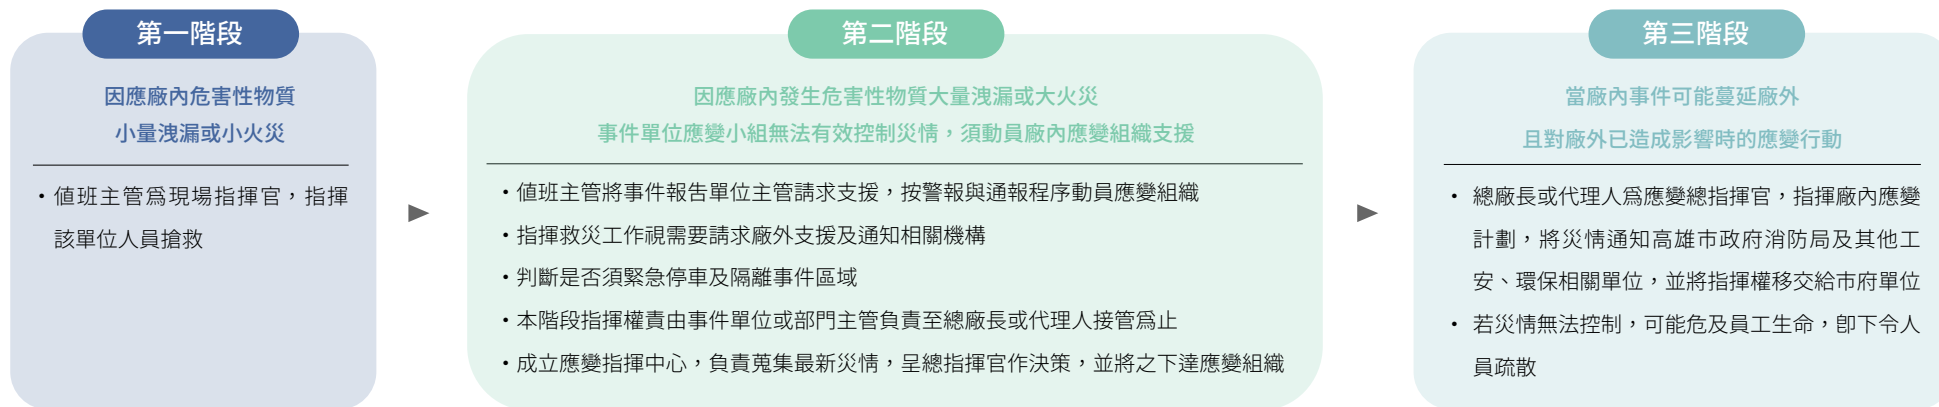 第一階段
因應廠內危害性物質
小量洩漏或小火災
・值班主管為現場指揮官，指揮
該單位人員搶救
第二階段
因應廠內發生危害性物質大量洩漏或大火災
事件單位應變小組無法有效控制災情，須動員廠內應變組織支援
・值班主管將事件報告單位主管請求支援，按警報與通報程序動員應變組織
・指揮救災工作視需要請求廠外支援及通知相關機構
・判斷是否須緊急停車及隔離事件區域
・本階段指揮權責由事件單位或部門主管負責至總廠長或代理人接管為止
・成立應變指揮中心，負責蒐集最新災情，呈總指揮官作決策，並將之下達應變組織
第三階段
當廠內事件可能蔓延廠外
且對廠外已造成影響時的應變行動
・ 總廠長或代理人為應變總指揮官，指揮廠內應變
計劃，將災情通知高雄市政府消防局及其他工
安、環保相關單位，並將指揮權移交給市府單位
・ 若災情無法控制，可能危及員工生命，即下令人
員疏散